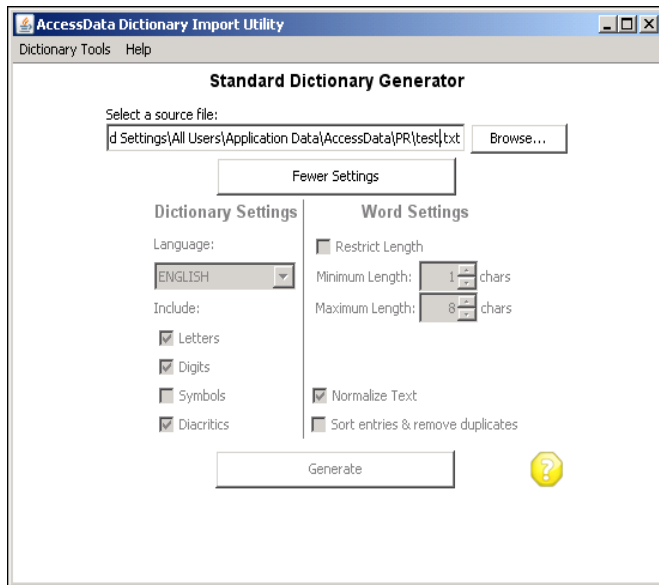 AccessData Dictionary Import Utility
Dictionary Tools Help
Standard Dictionary Generator
Select a source file:
d Settings\All Users\Application Data\AccessData\PR\test.txt Browse...
Fewer Settings
Dictionary Settings Word Settings
Language: Restrict Length
ENGLISH Minimum Length: 1 chars
Include: Maximum Length: 8 chars
Letters
Digits
Symbols Normalize Text
Diacritics Sort entries & remove duplicates
Generate ?